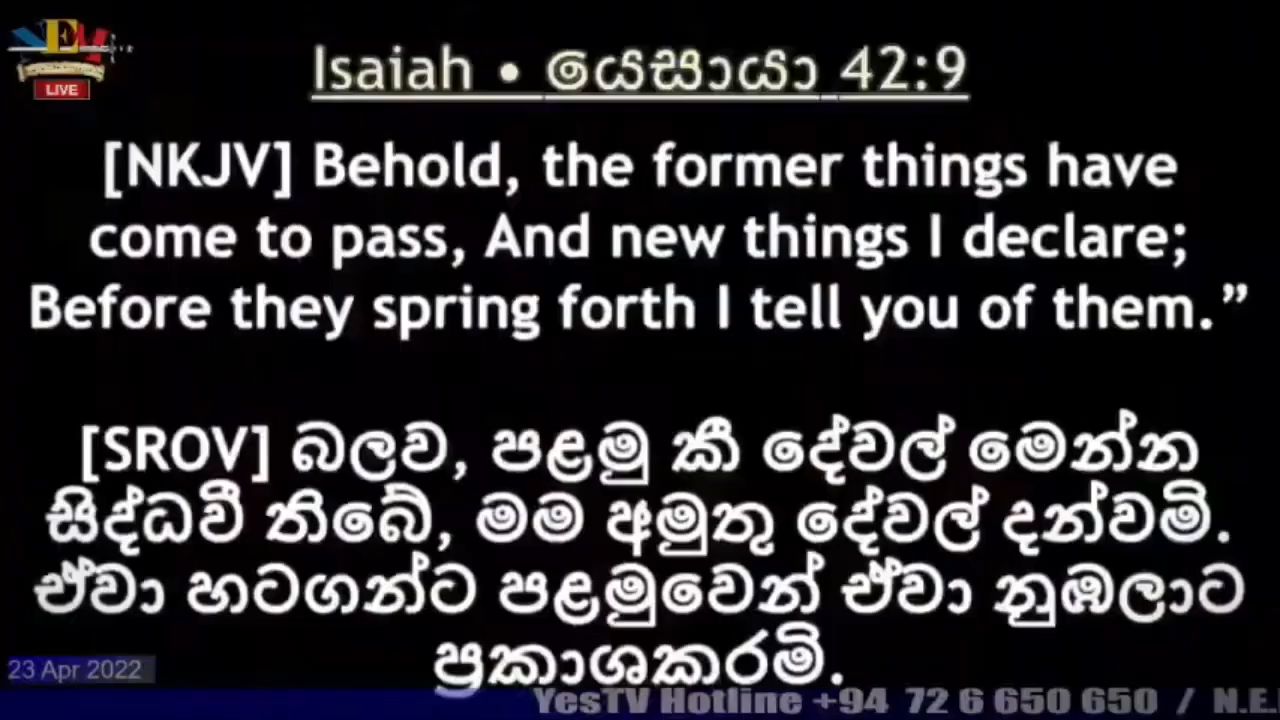 NEV
LIVE
Isaiah • යෙසායා 42:9
[NKJV] Behold, the former things have
come to pass, And new things I declare;
Before they spring forth I tell you of them.”
[SROV] බලව, පළමු කී දේවල් මෙන්න
සිද්ධවී තිබේ, මම අමුතු දේවල් දන්වමි.
ඒවා හටගන්ට පළමුවෙන් ඒවා නුඹලාට
ප්‍රකාශකරමි.
23 Apr 2022
YesTV Hotline +94 72 6 650 650 / N.E.